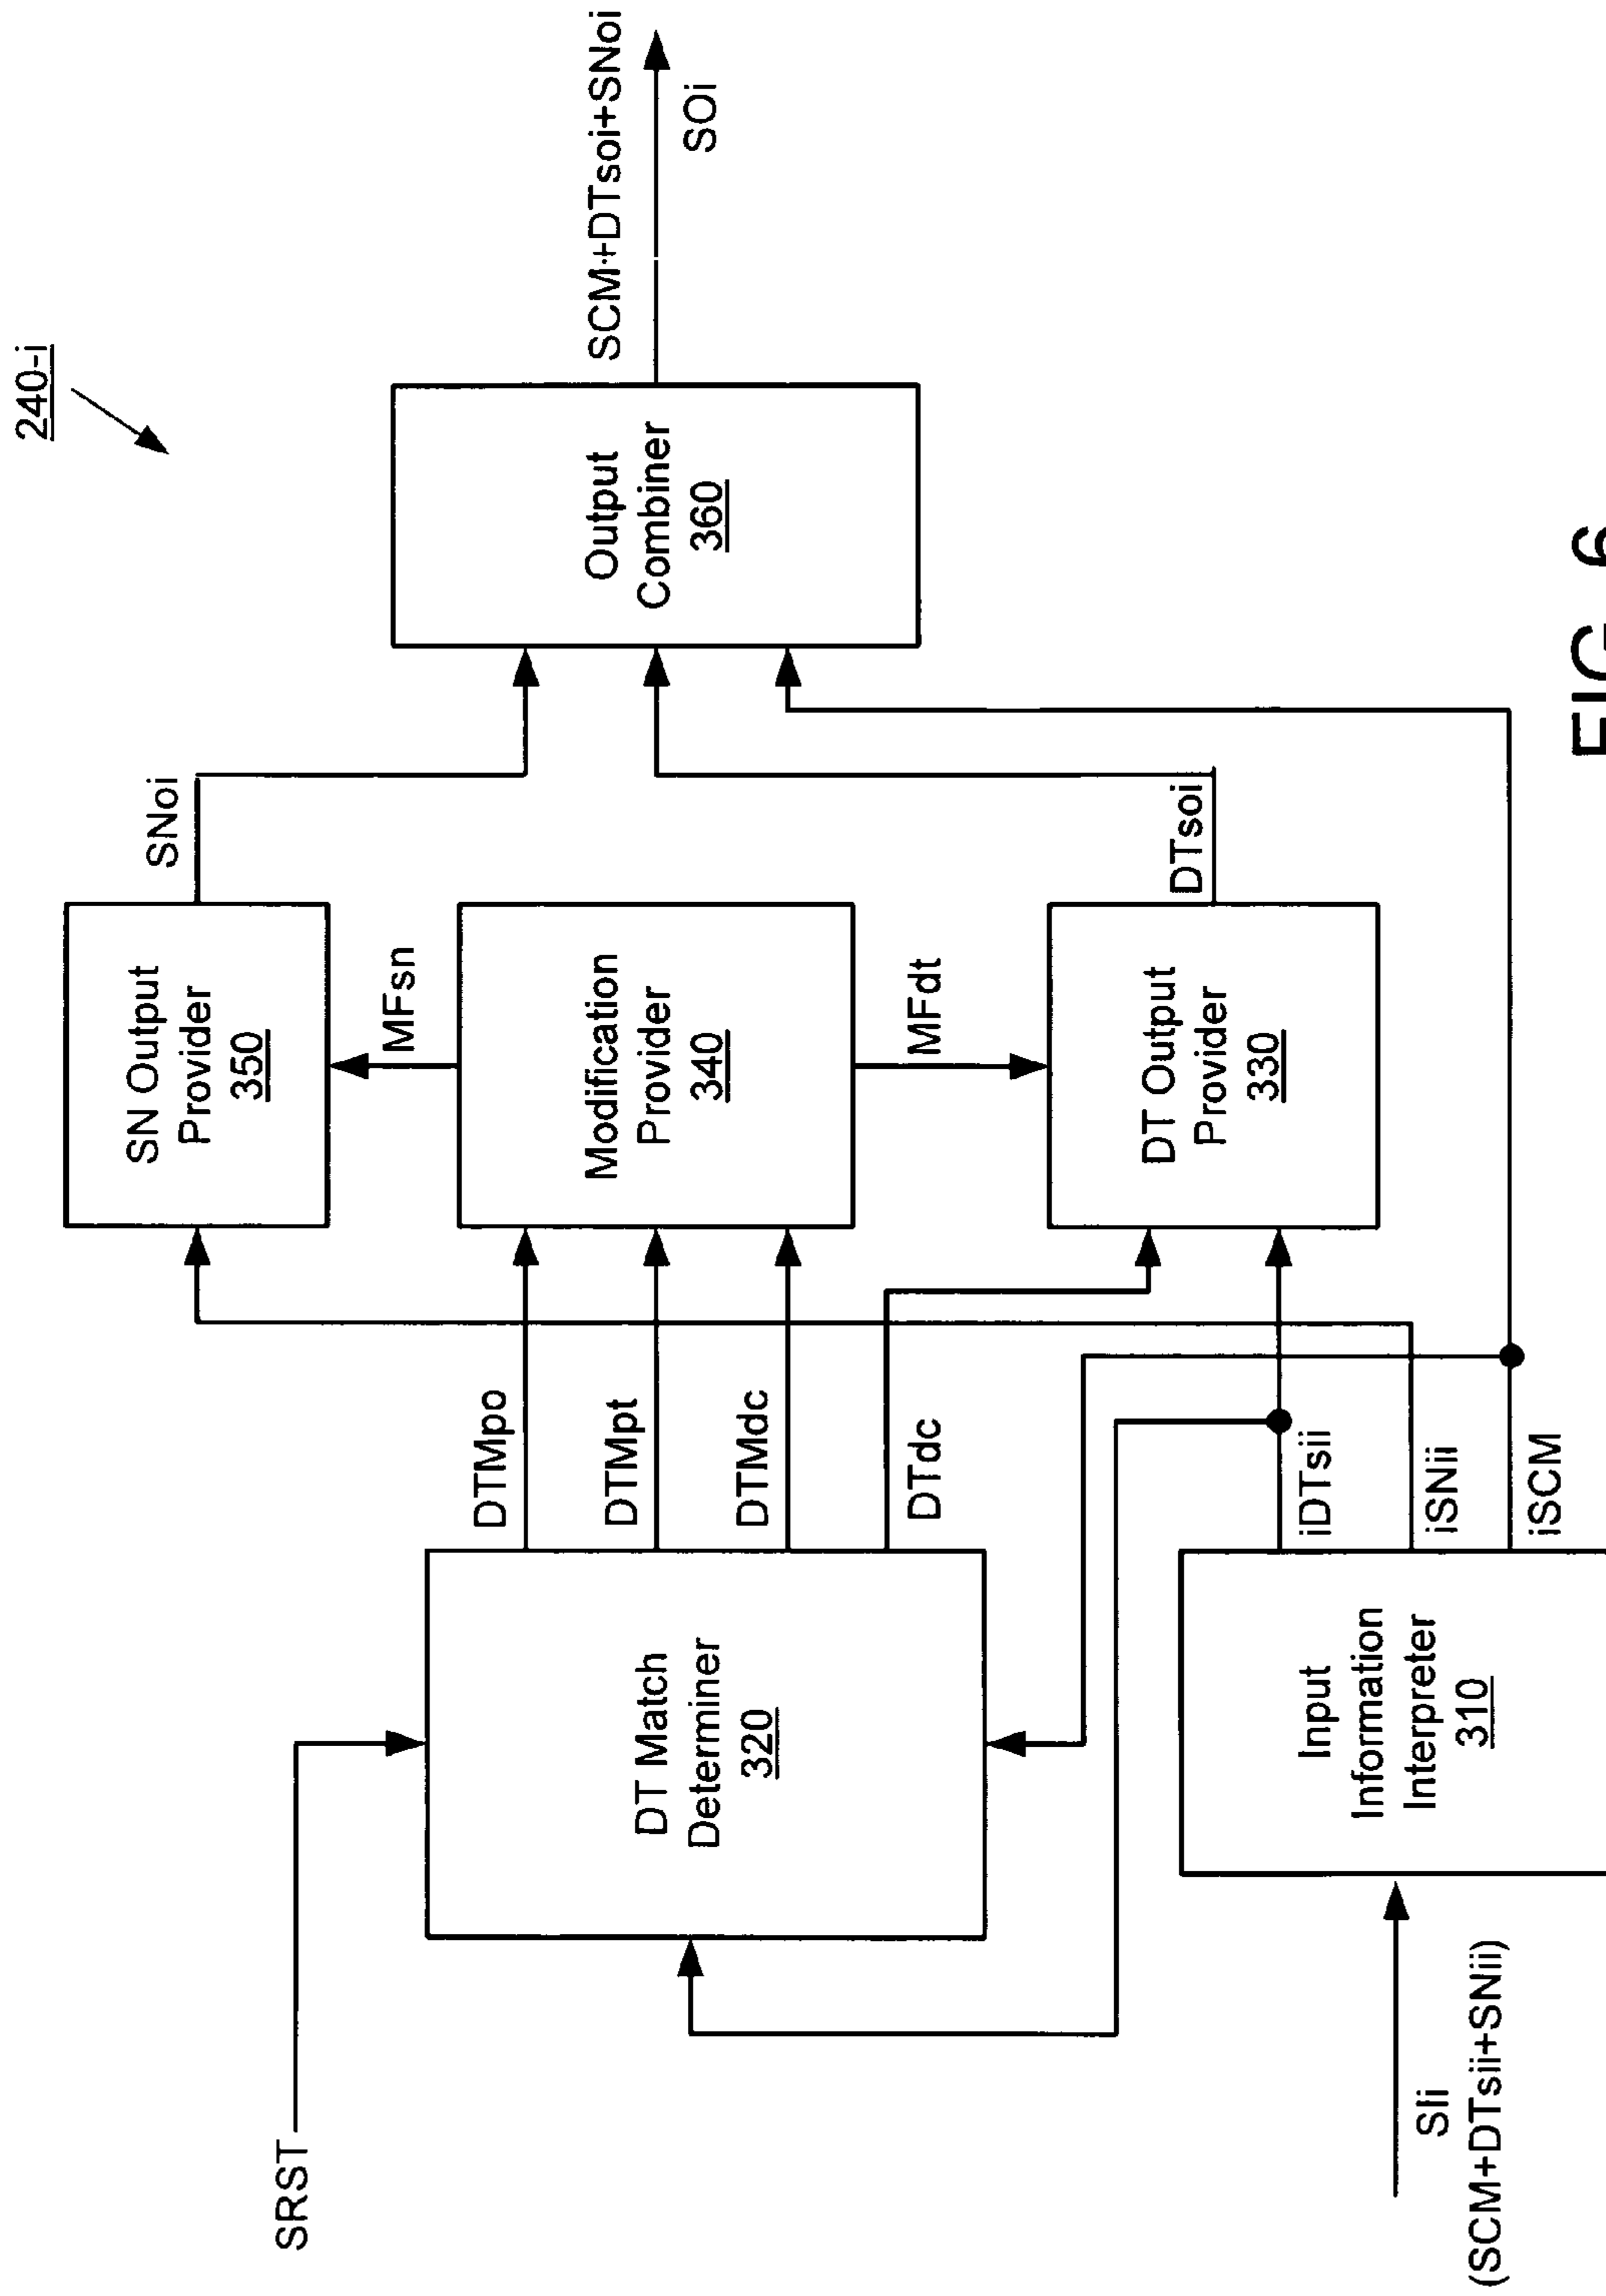 240-i
SRST
DT Match
Determiner
320
DTMpo
DTMpt
DTMdc
DTdc
SN Output
Provider
350
SNoi
MFsn
Modification
Provider
340
MFdt
DT Output
Provider
330
DTsoi
Output
Combiner
360
SCM+DTsoi+SNoi
SOi
SIi
(SCM+DTsii+SNii)
Input
Information
Interpreter
310
iDTsii
iSNii
iSCM
FIG. 6